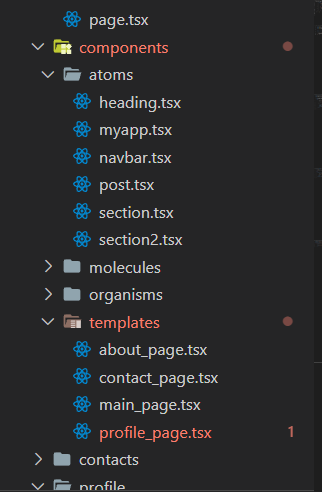 page.tsx
components
atoms
heading.tsx
myapp.tsx
navbar.tsx
post.tsx
section.tsx
section2.tsx
molecules
organisms
templates
about_page.tsx
contact_page.tsx
main_page.tsx
profile_page.tsx 1
contacts
profile